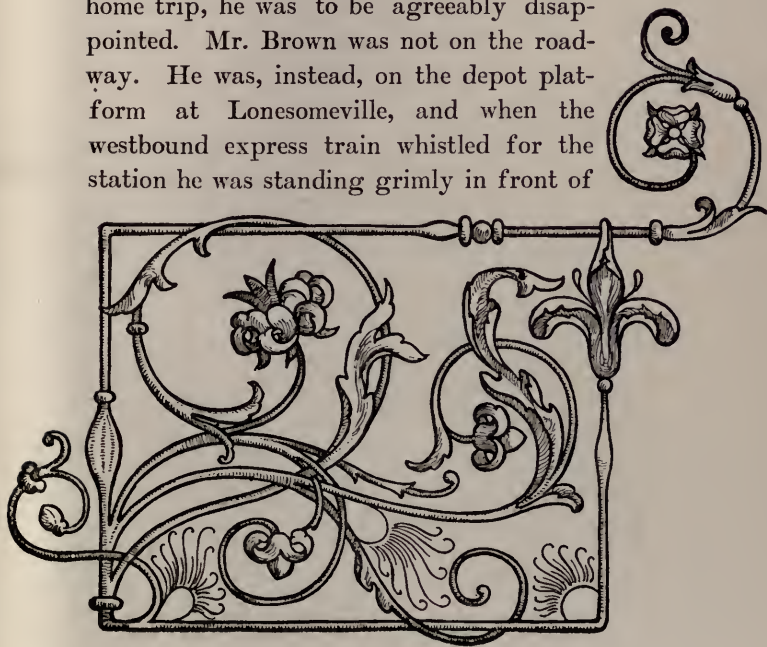 home trip, he was to be agreeably disap-
pointed. Mr. Brown was not on the road-
way. He was, instead, on the depot plat-
form at Lonesomeville, and when the
westbound express train whistled for the
station he was standing grimly in front of